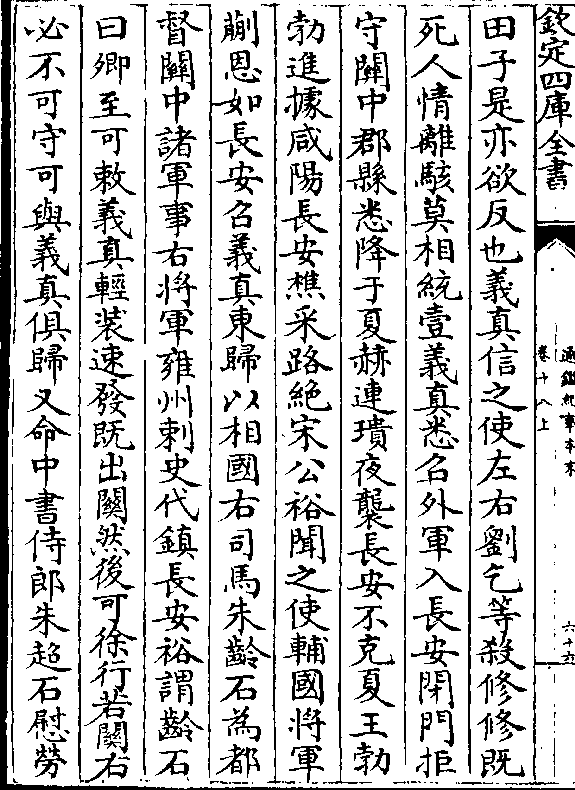 欽定四庫全書
通鑑紀事本末
卷十八上
六十六
田子是亦欲反也義真信之使左右劉乞等殺修修既
死人情離駭莫相統壹義真悉召外軍入長安閉門拒
守關中郡縣悉降于夏赫連璝夜襲長安不克夏王勃
勃進據咸陽長安樵采路絶宋公裕聞之使輔國將軍
蒯恩如長安召義真東歸以相國右司馬朱齡石為都
督關中諸軍事右將軍雍州刺史代鎮長安裕謂齡石
曰卿至可敕義真輕裝速發既出關然後可徐行若關右
必不可守可與義真俱歸又命中書侍郎朱超石慰勞